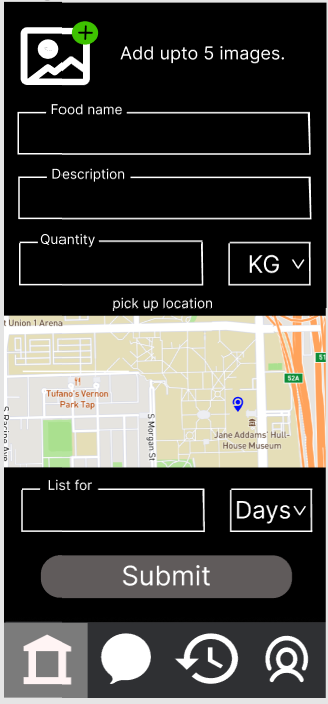 Add upto 5 images.
Food name
Description
Quantity
KG
pick up location
t Union 1 Arena
Tufano's Vernon
Park Tap
S Racine Ave
S Morgan St
52A
51
Jane Addams' Hull-
House Museum
List for
Days
Submit